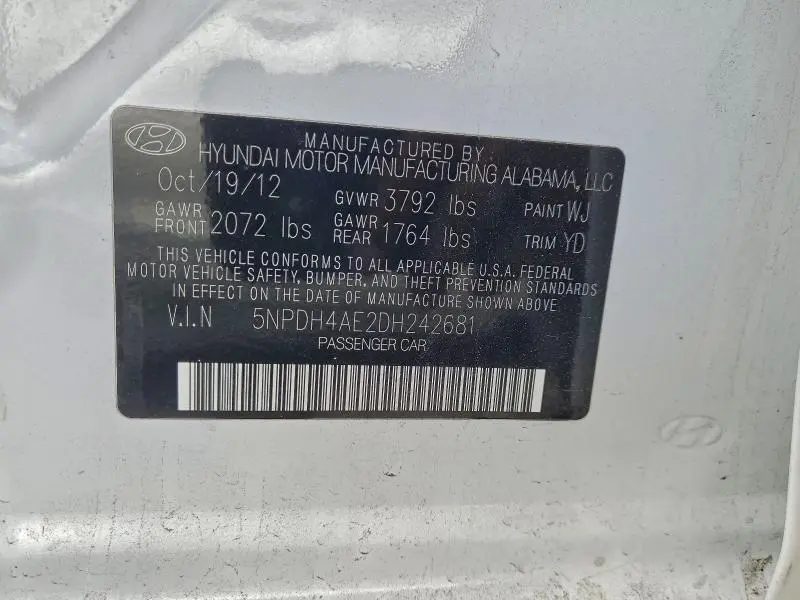 MANUFACTURED BY
HYUNDAI MOTOR MANUFACTURING ALABAMA, LLC
Oct/19/12 GVWR 3792 lbs PAINT WJ
GAWR FRONT 2072 lbs GAWR REAR 1764 lbs TRIM YD
THIS VEHICLE CONFORMS TO ALL APPLICABLE U.S.A. FEDERAL
MOTOR VEHICLE SAFETY, BUMPER, AND THEFT PREVENTION STANDARDS
IN EFFECT ON THE DATE OF MANUFACTURE SHOWN ABOVE.
V.I.N 5NPDH4AE2DH242681
PASSENGER CAR